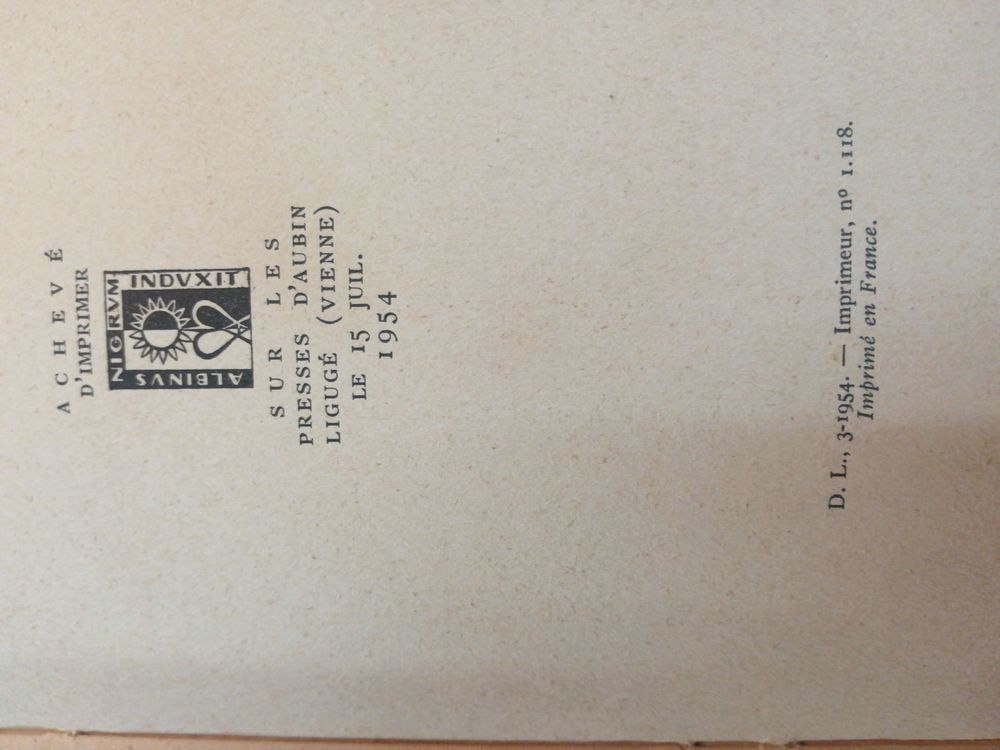 ACHEVÉ
D'IMPRIMER
ALBINVS NIGRVM INDVXIT
SUR LES
PRESSES D'AUBIN
LIGUGÉ (VIENNE)
LE 15 JUIL.
1954
D. L., 3-1954. — Imprimeur, nº 1.118.
Imprimé en France.